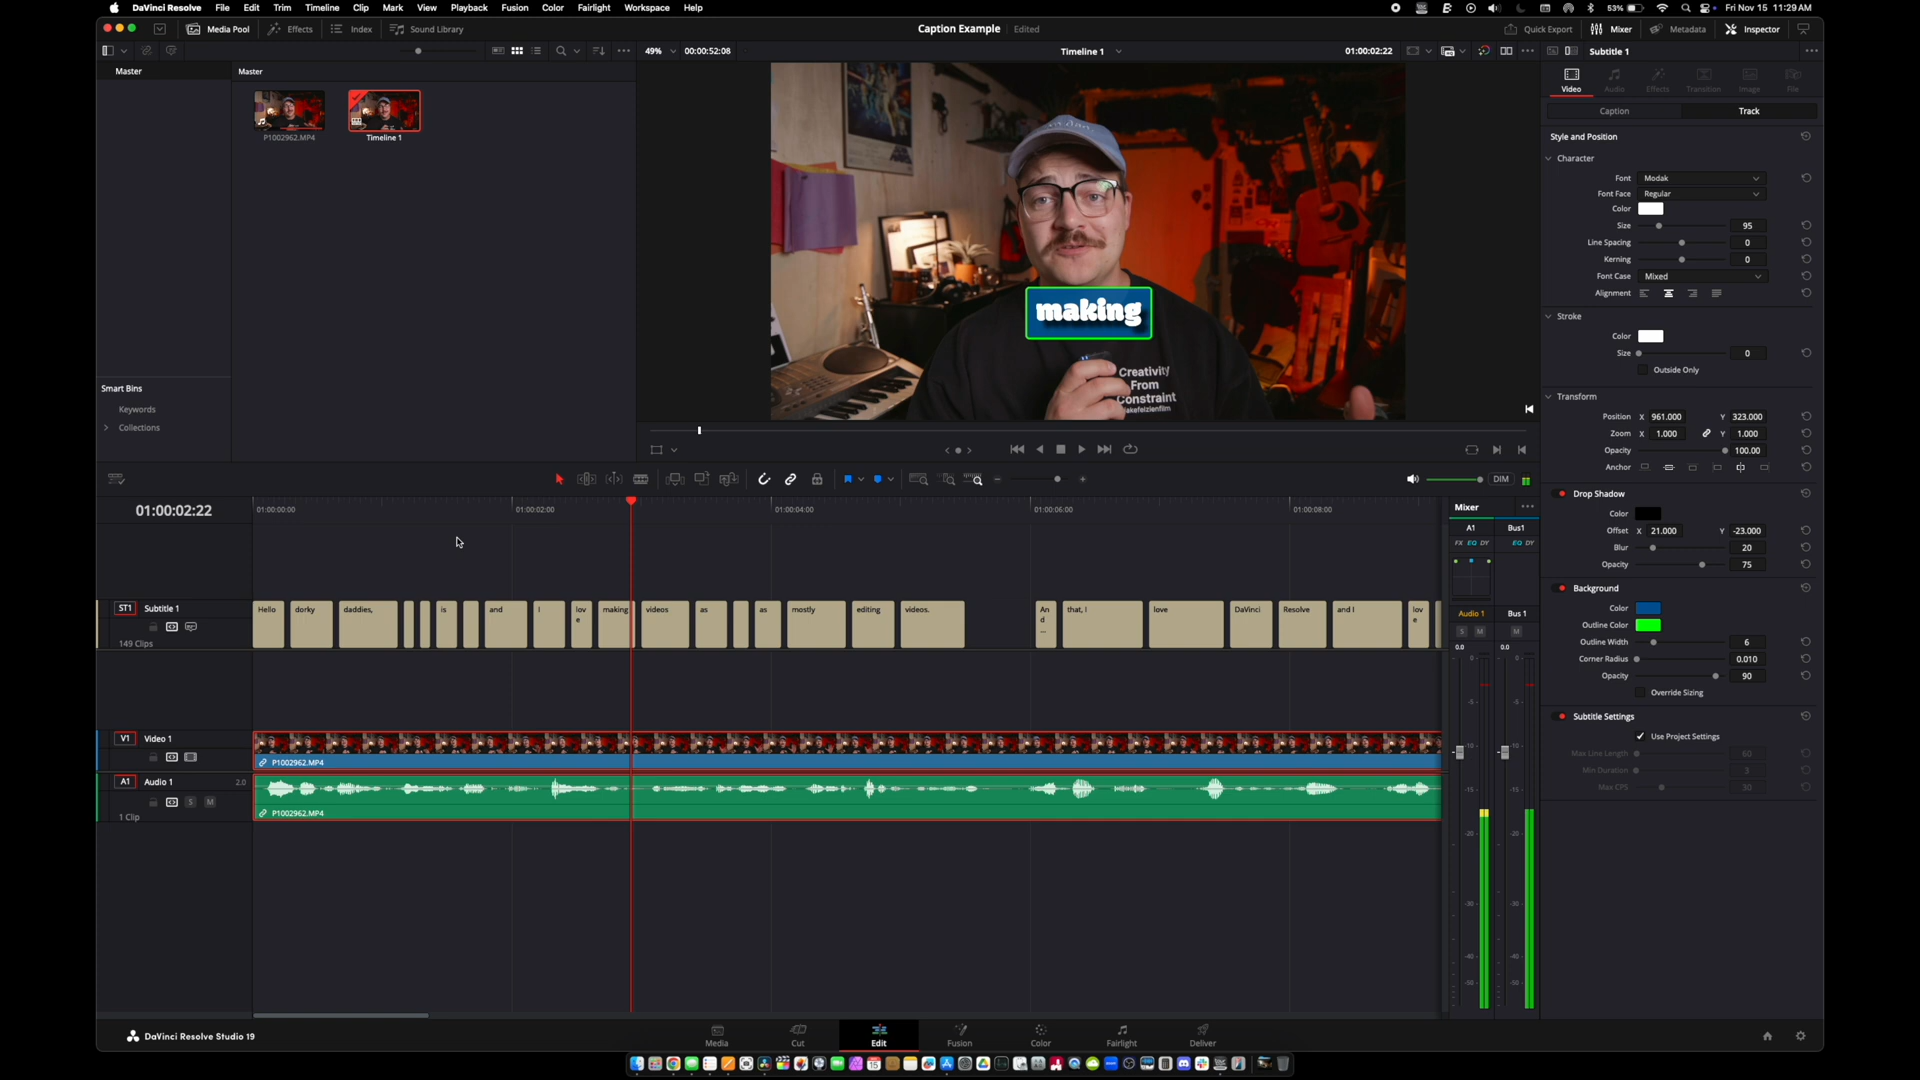 DaVinci Resolve File Edit Trim Timeline Clip Mark View Playback Fusion Color Fairlight Workspace Help
53% Fri Nov 15 11:29AM
Media Pool Effects Index Sound Library
Caption Example Edited
Quick Export Mixer Metadata Inspector
49% 00:00:52:08
Timeline 1
01:00:02:22
Subtitle 1
Master
Master
P1002962.MP4
Timeline 1
Smart Bins
Keywords
Collections
making
Creativity
From
Constraint
Video Audio Effects Transition Image File
Caption Track
Style and Position
Character
Font Modak
Font Face Regular
Color
Size 95
Line Spacing 0
Kerning 0
Font Case Mixed
Alignment
Stroke
Color
Size 0
Outside Only
Transform
Position X 961.000 Y 323.000
Zoom X 1.000 Y 1.000
Opacity 100.00
Anchor
Drop Shadow
Color
Offset X 21.000 Y -23.000
Blur 20
Opacity 75
Background
Color
Outline Color
Outline Width 6
Corner Radius 0.010
Opacity 90
Override Sizing
Subtitle Settings
Use Project Settings
Max Line Length 60
Min Duration 3
Max CPS 30
DIM
01:00:02:22
01:00:00:00 01:00:02:00 01:00:04:00 01:00:06:00 01:00:08:00
ST1 Subtitle 1
149 Clips
Hello dorky daddies, is and I lov e making videos as as mostly editing videos. An d ... that, I love DaVinci Resolve and I lov e
V1 Video 1
P1002962.MP4
A1 Audio 1 2.0
S M
1 Clip
P1002962.MP4
Mixer
A1 Bus1
FX EQ DY EQ DY
Audio 1 Bus 1
S M M
0.0 0.0
DaVinci Resolve Studio 19
Media Cut Edit Fusion Color Fairlight Deliver